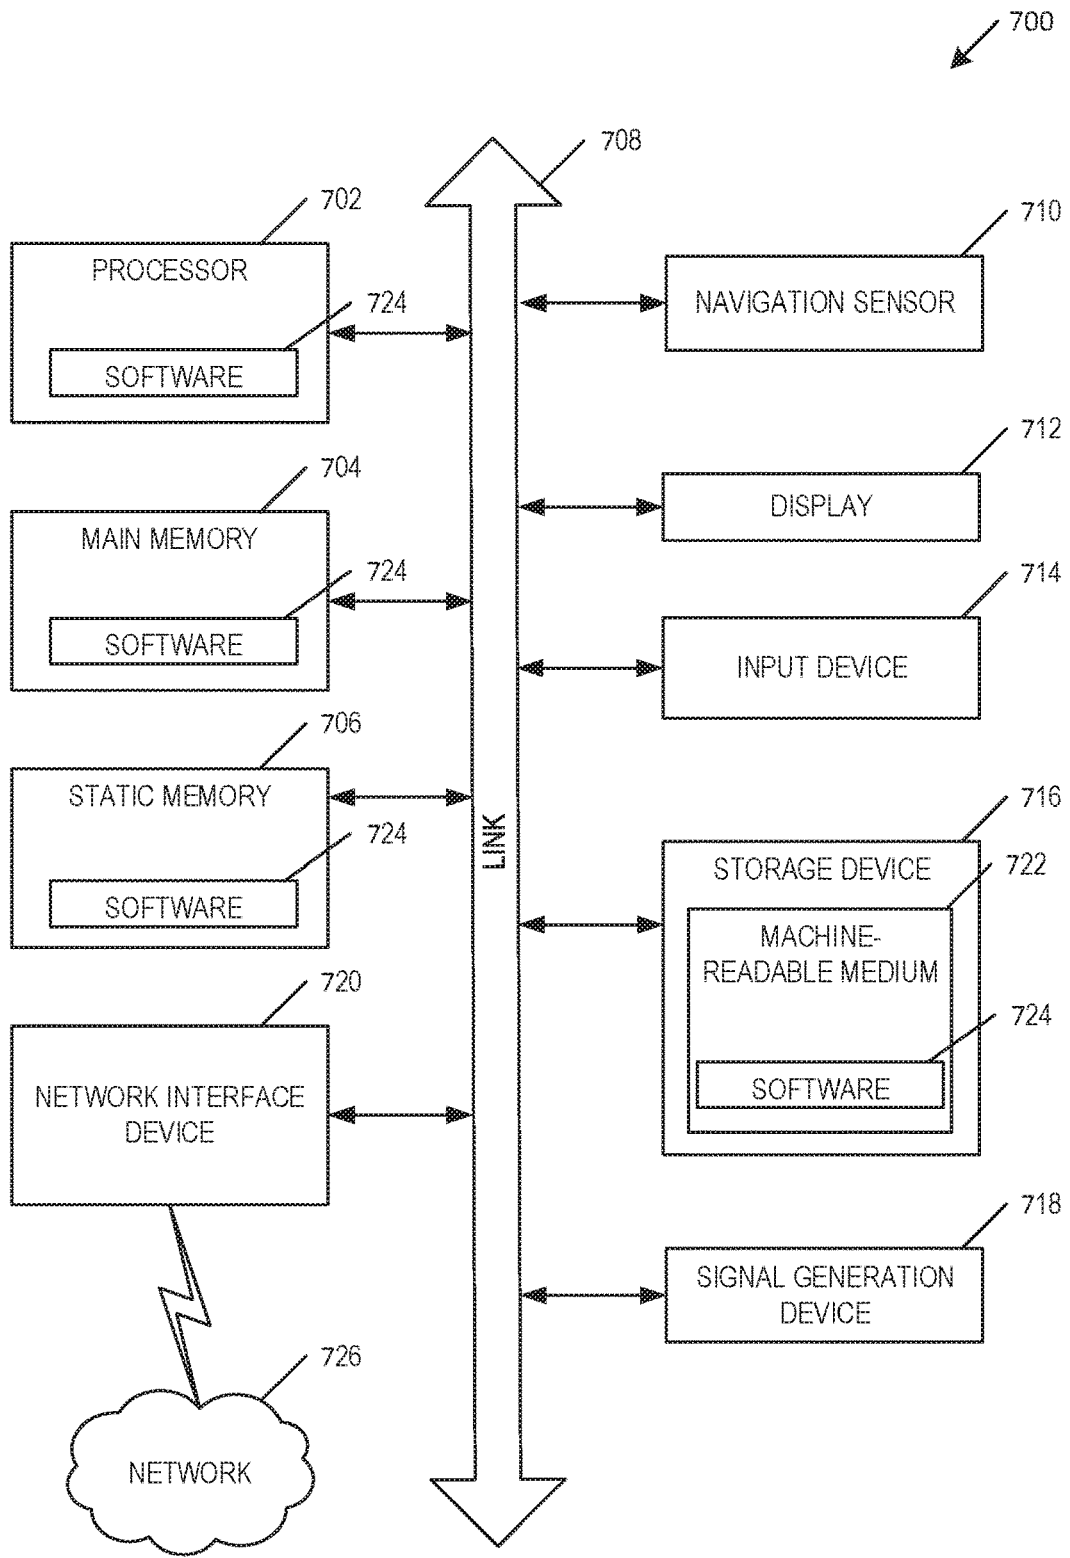 700
708
702
PROCESSOR
724
SOFTWARE
704
MAIN MEMORY
724
SOFTWARE
706
STATIC MEMORY
724
SOFTWARE
720
NETWORK INTERFACE
DEVICE
726
NETWORK
LINK
710
NAVIGATION SENSOR
712
DISPLAY
714
INPUT DEVICE
716
STORAGE DEVICE
722
MACHINE-
READABLE MEDIUM
724
SOFTWARE
718
SIGNAL GENERATION
DEVICE